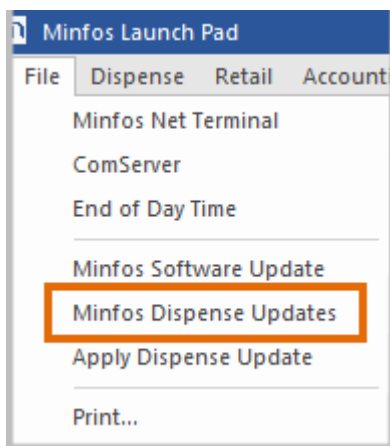 Minfos Launch Pad
File Dispense Retail Accounti
Minfos Net Terminal
ComServer
End of Day Time
Minfos Software Update
Minfos Dispense Updates
Apply Dispense Update
Print...